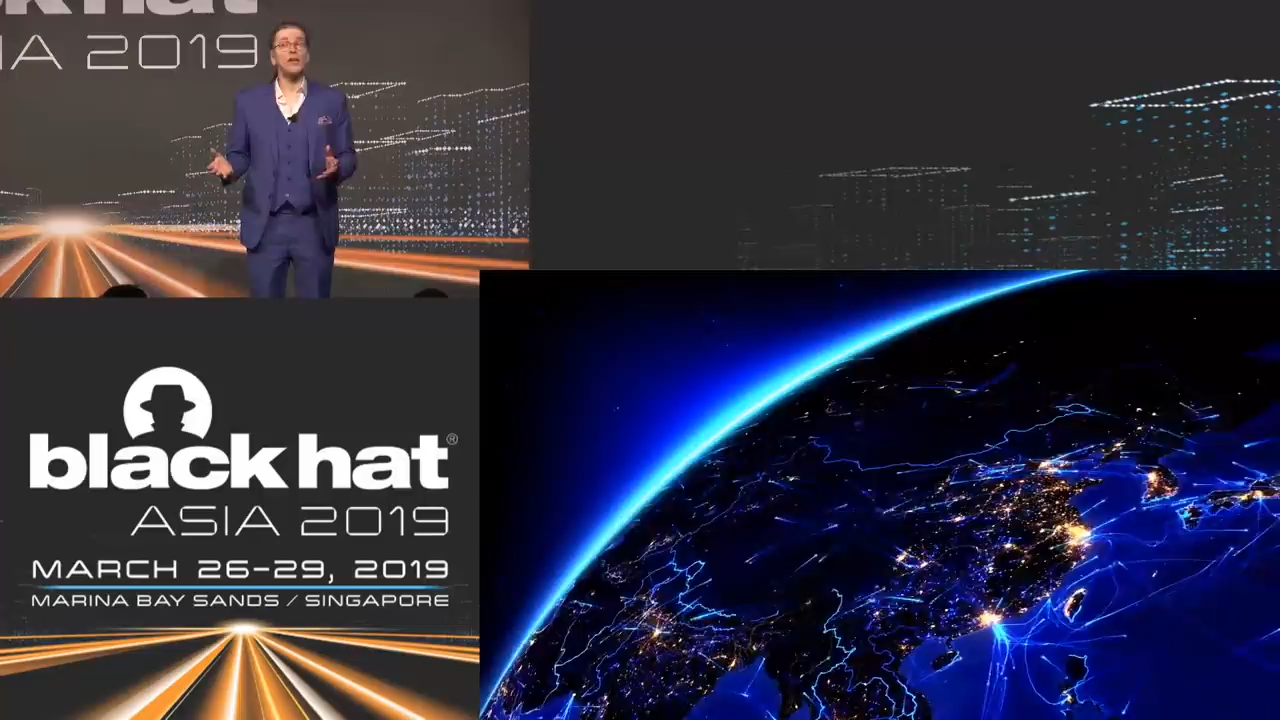 IA 2019
black hat®
ASIA 2019
MARCH 26-29, 2019
MARINA BAY SANDS / SINGAPORE